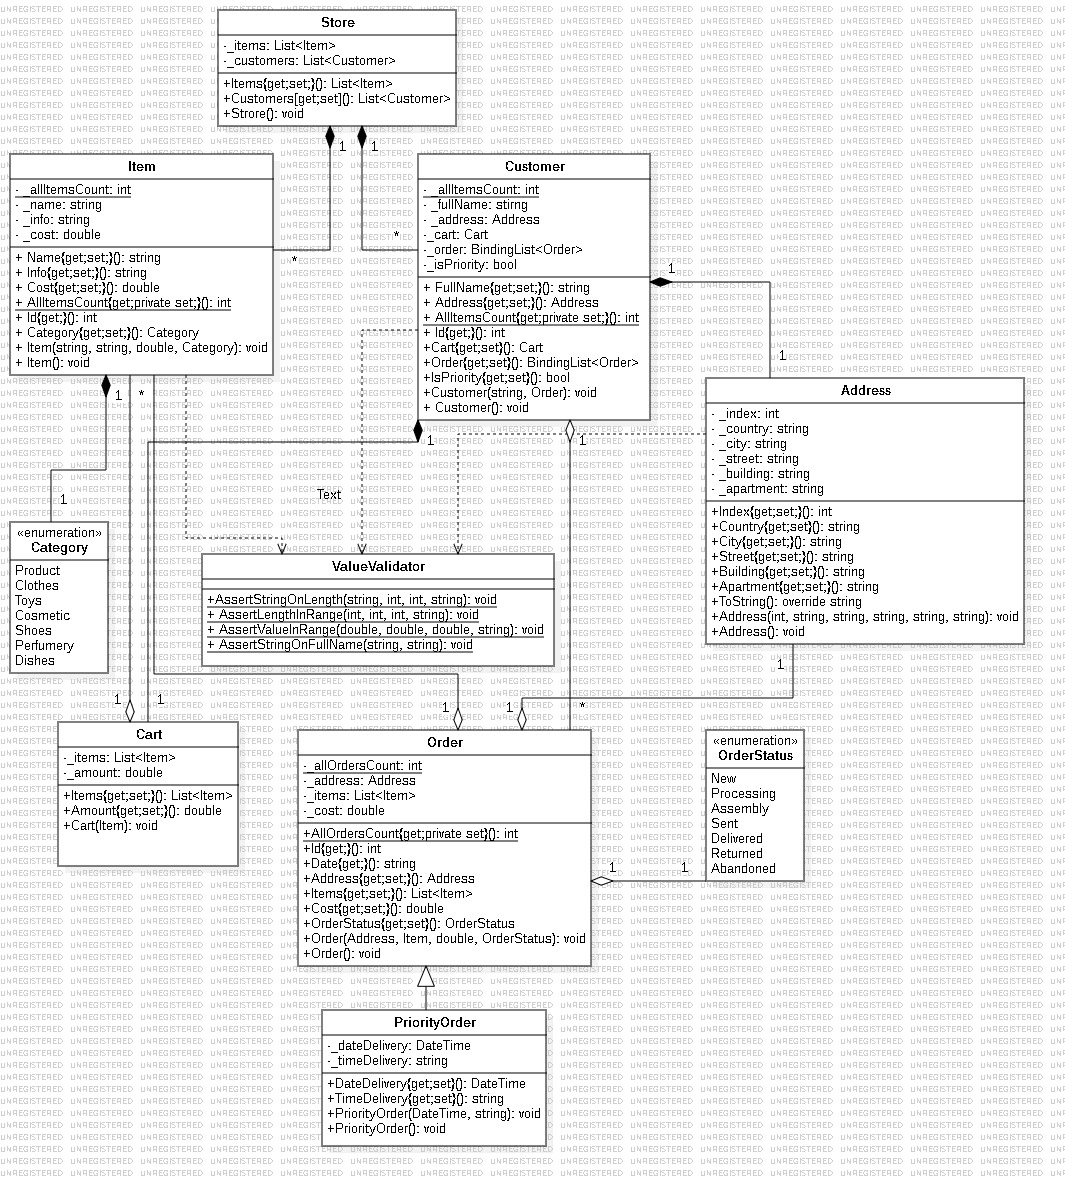 Store
-_items: List<Item>
-_customers: List<Customer>
+Items{get;set;}(): List<Item>
+Customers[get;set](): List<Customer>
+Strore(): void
1
1
*
*
Item
- _allItemsCount: int
- _name: string
- _info: string
- _cost: double
+ Name{get;set;}(): string
+ Info{get;set;}(): string
+ Cost{get;set;}(): double
+ AllItemsCount{get;private set;}(): int
+ Id{get;}(): int
+ Category{get;set;}(): Category
+ Item(string, string, double, Category): void
+ Item(): void
1
*
Customer
- _allItemsCount: int
- _fullName: stirng
- _address: Address
-_cart: Cart
-_order: BindingList<Order>
-_isPriority: bool
+ FullName{get;set;}(): string
+ Address{get;set;}(): Address
+ AllItemsCount{get;private set;}(): int
+ Id{get;}(): int
+Cart{get;set}(): Cart
+Order{get;set}(): BindingList<Order>
+IsPriority{get;set}(): bool
+Customer(string, Order): void
+ Customer(): void
1
1
1
1
Address
- _index: int
- _country: string
- _city: string
- _street: string
- _building: string
- _apartment: string
+Index{get;set;}(): int
+Country{get;set;}(): string
+City{get;set;}(): string
+Street{get;set;}(): string
+Building{get;set;}(): string
+Apartment{get;set;}(): string
+ToString(): override string
+Address(int, string, string, string, string, string): void
+Address(): void
1
Text
1
«enumeration»
Category
Product
Clothes
Toys
Cosmetic
Shoes
Perfumery
Dishes
ValueValidator
+AssertStringOnLength(string, int, int, string): void
+ AssertLengthInRange(int, int, int, string): void
+ AssertValueInRange(double, double, double, string): void
+ AssertStringOnFullName(string, string): void
1
1
1
1
*
Cart
-_items: List<Item>
-_amount: double
+Items{get;set;}(): List<Item>
+Amount{get;set;}(): double
+Cart(Item): void
Order
-_allOrdersCount: int
-_address: Address
-_items: List<Item>
-_cost: double
+AllOrdersCount{get;private set}(): int
+Id{get;}(): int
+Date{get;}(): string
+Address{get;set;}(): Address
+Items{get;set;}(): List<Item>
+Cost{get;set;}(): double
+OrderStatus{get;set}(): OrderStatus
+Order(Address, Item, double, OrderStatus): void
+Order(): void
1
1
«enumeration»
OrderStatus
New
Processing
Assembly
Sent
Delivered
Returned
Abandoned
PriorityOrder
-_dateDelivery: DateTime
-_timeDelivery: string
+DateDelivery{get;set}(): DateTime
+TimeDelivery{get;set}(): string
+PriorityOrder(DateTime, string): void
+PriorityOrder(): void
UNREGISTERED